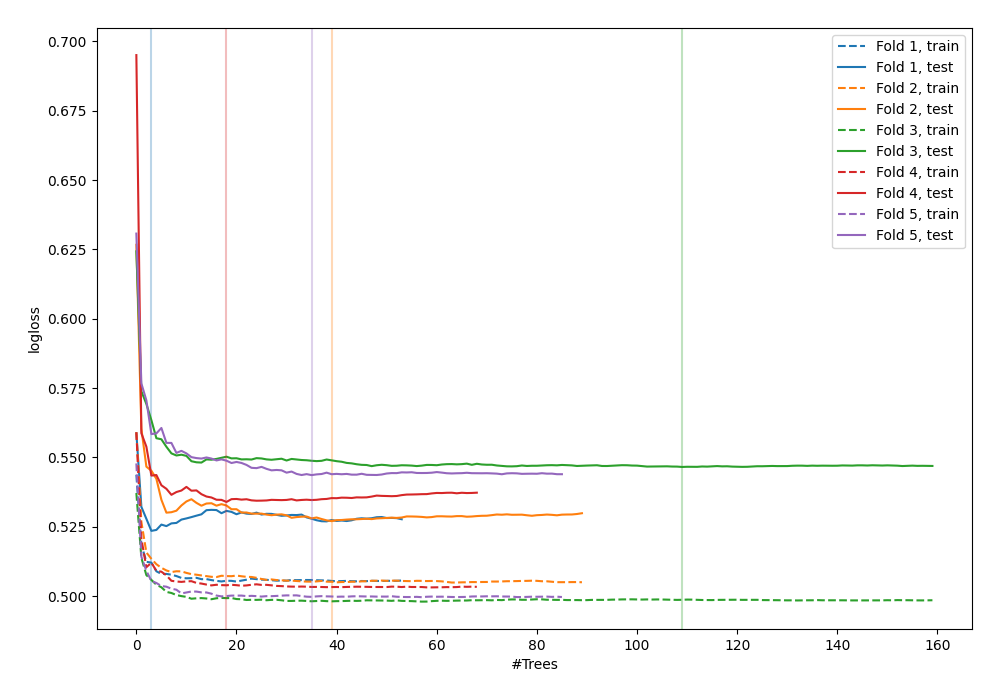 0.700
0.675
0.650
0.625
0.600
0.575
0.550
0.525
0.500
logloss
0
20
40
60
80
100
120
140
160
#Trees
Fold 1, train
Fold 1, test
Fold 2, train
Fold 2, test
Fold 3, train
Fold 3, test
Fold 4, train
Fold 4, test
Fold 5, train
Fold 5, test